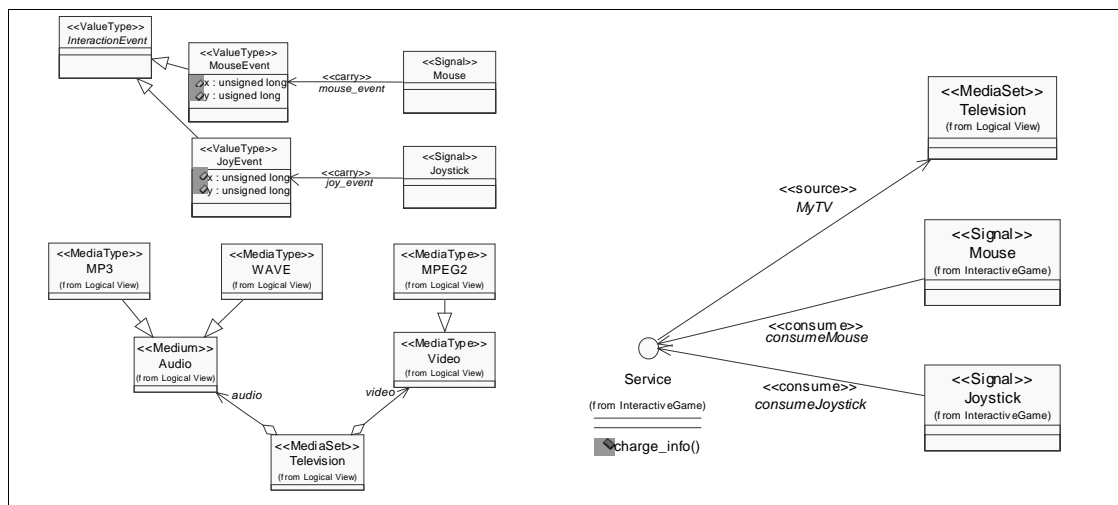 <<ValueType>>
InteractionEvent
<<ValueType>>
MouseEvent
x : unsigned long
y : usigned long
<<carry>>
mouse_event
<<Signal>>
Mouse
<<ValueType>>
JoyEvent
x : unsigned long
y : unsigned long
<<carry>>
joy_event
<<Signal>>
Joystick
<<MediaType>>
MP3
(from Logical View)
<<MediaType>>
WAVE
(from Logical View)
<<MediaType>>
MPEG2
(from Logical View)
<<Medium>>
Audio
(from Logical View)
<<MediaType>>
Video
(from Logical View)
audio
video
<<MediaSet>>
Television
(from Logical View)
<<MediaSet>>
Television
(from Logical View)
<<source>>
MyTV
<<Signal>>
Mouse
(from InteractiveGame)
<<consume>>
consumeMouse
Service
(from InteractiveGame)
charge_info()
<<consume>>
consumeJoystick
<<Signal>>
Joystick
(from InteractiveGame)